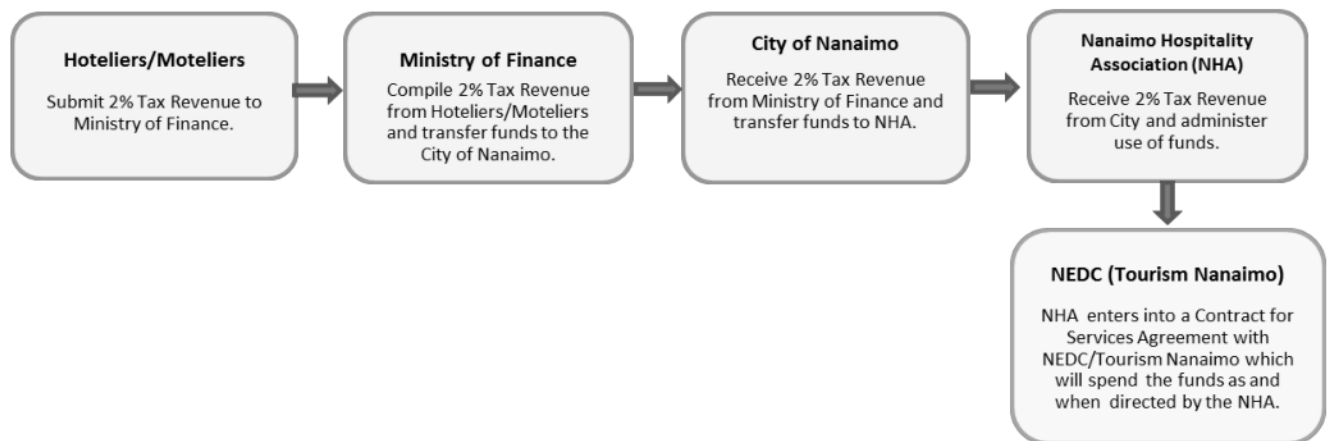 Hoteliers/Moteliers
Submit 2% Tax Revenue to
Ministry of Finance.
Ministry of Finance
Compile 2% Tax Revenue
from Hoteliers/Moteliers
and transfer funds to the
City of Nanaimo.
City of Nanaimo
Receive 2% Tax Revenue
from Ministry of Finance and
transfer funds to NHA.
Nanaimo Hospitality
Association (NHA)
Receive 2% Tax Revenue
from City and administer
use of funds.
NEDC (Tourism Nanaimo)
NHA enters into a Contract for
Services Agreement with
NEDC/Tourism Nanaimo which
will spend the funds as and
when directed by the NHA.